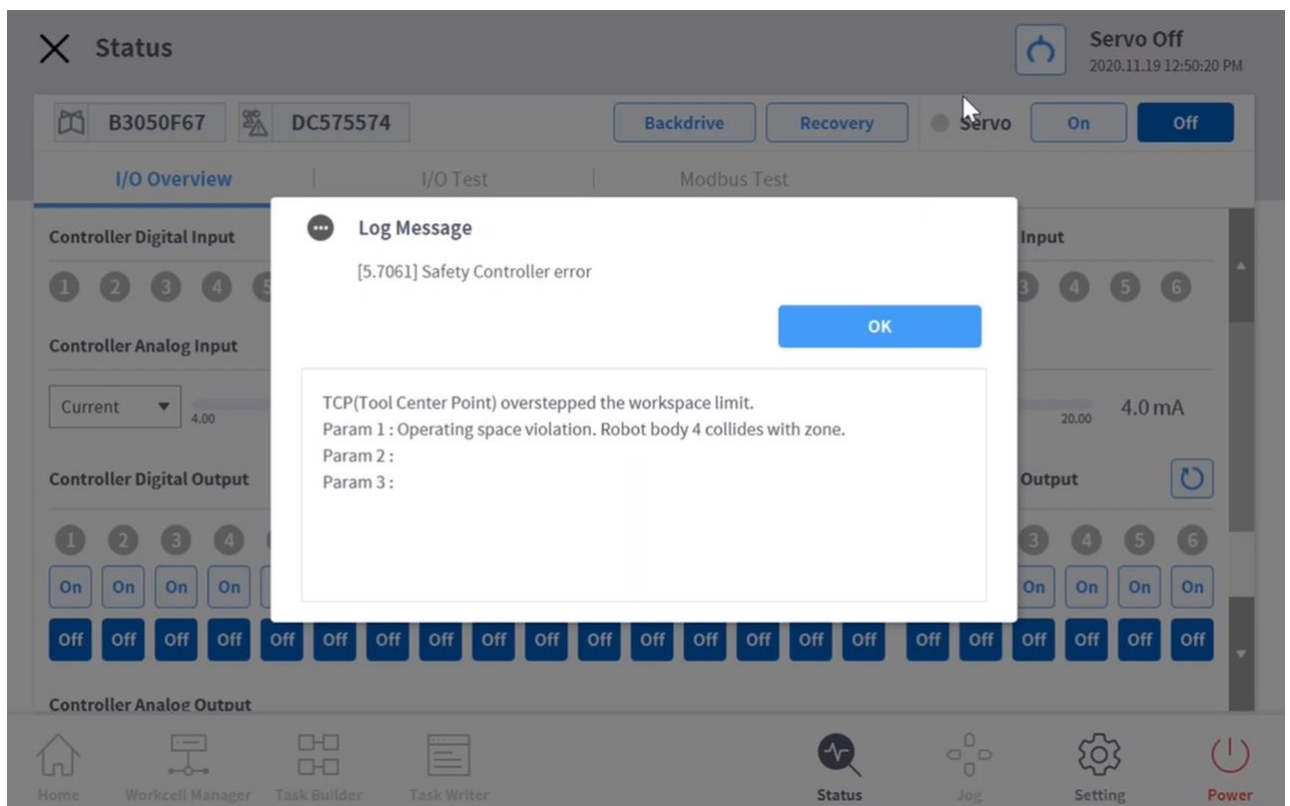 Status
Servo Off
2020.11.19 12:50:20 PM
B3050F67 DC575574 Backdrive Recovery Servo On Off
I/O Overview I/O Test Modbus Test
Log Message
[5.7061] Safety Controller error
OK
TCP(Tool Center Point) overstepped the workspace limit.
Param 1 : Operating space violation. Robot body 4 collides with zone.
Param 2 :
Param 3 :
Controller Digital Input Input
1 2 3 4 5 3 4 5 6
Controller Analog Input
Current 4.00 20.00 4.0 mA
Controller Digital Output Output
1 2 3 4 3 4 5 6
On On On On On On On On
Off Off Off Off Off Off Off Off Off Off Off Off Off Off Off Off Off Off Off Off Off Off
Controller Analog Output
Home Workcell Manager Task Builder Task Writer Status Jog Setting Power